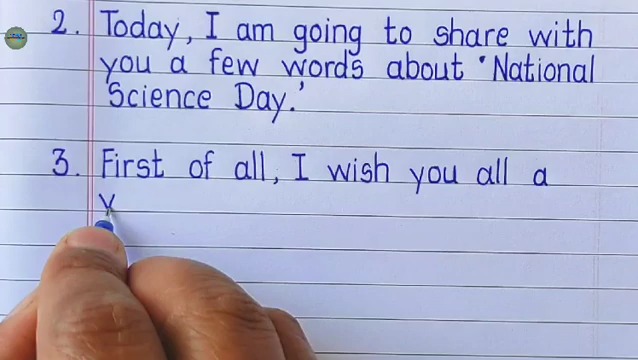 2. Today, I am going to share with
you a few words about 'National
Science Day.'
3. First of all, I wish you all a